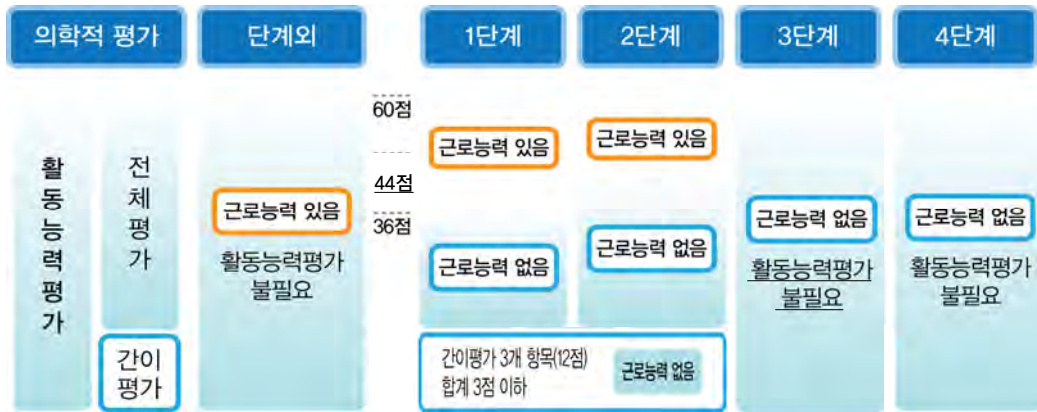 의학적 평가
단계외
1단계
2단계
3단계
4단계
활동능력평가
전체평가
간이
평가
근로능력 있음
활동능력평가
불필요
60점
44점
36점
근로능력 있음
근로능력 없음
근로능력 있음
근로능력 없음
간이평가 3개 항목(12점)
합계 3점 이하
근로능력 없음
근로능력 없음
활동능력평가
불필요
근로능력 없음
활동능력평가
불필요